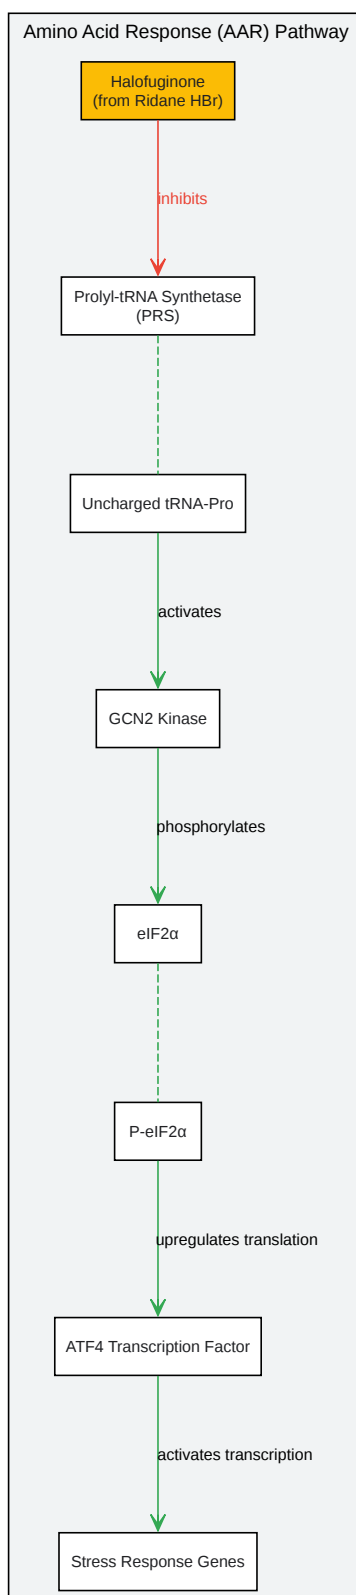 Amino Acid Response (AAR) Pathway
Halofuginone
(from Ridane HBr)
inhibits
Prolyl-tRNA Synthetase
(PRS)
Uncharged tRNA-Pro
activates
GCN2 Kinase
phosphorylates
eIF2α
P-eIF2α
upregulates translation
ATF4 Transcription Factor
activates transcription
Stress Response Genes